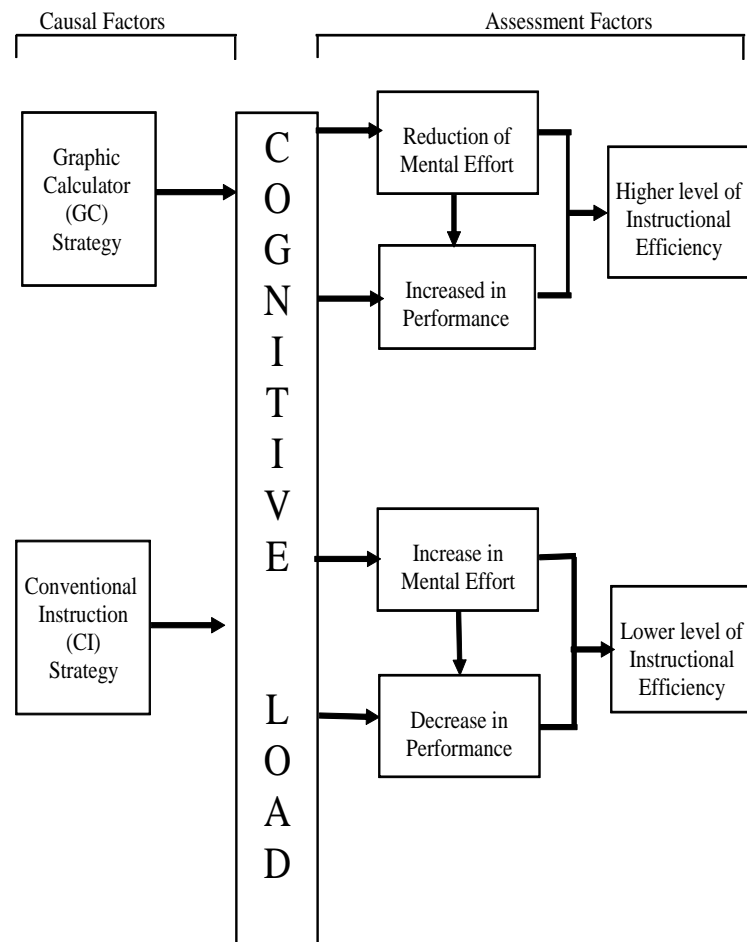 Causal Factors
Assessment Factors
Graphic
Calculator
(GC)
Strategy
Conventional
Instruction
(CI)
Strategy
C
O
G
N
I
T
I
V
E
L
O
A
D
Reduction of
Mental Effort
Increased in
Performance
Higher level of
Instructional
Efficiency
Increase in
Mental Effort
Decrease in
Performance
Lower level of
Instructional
Efficiency